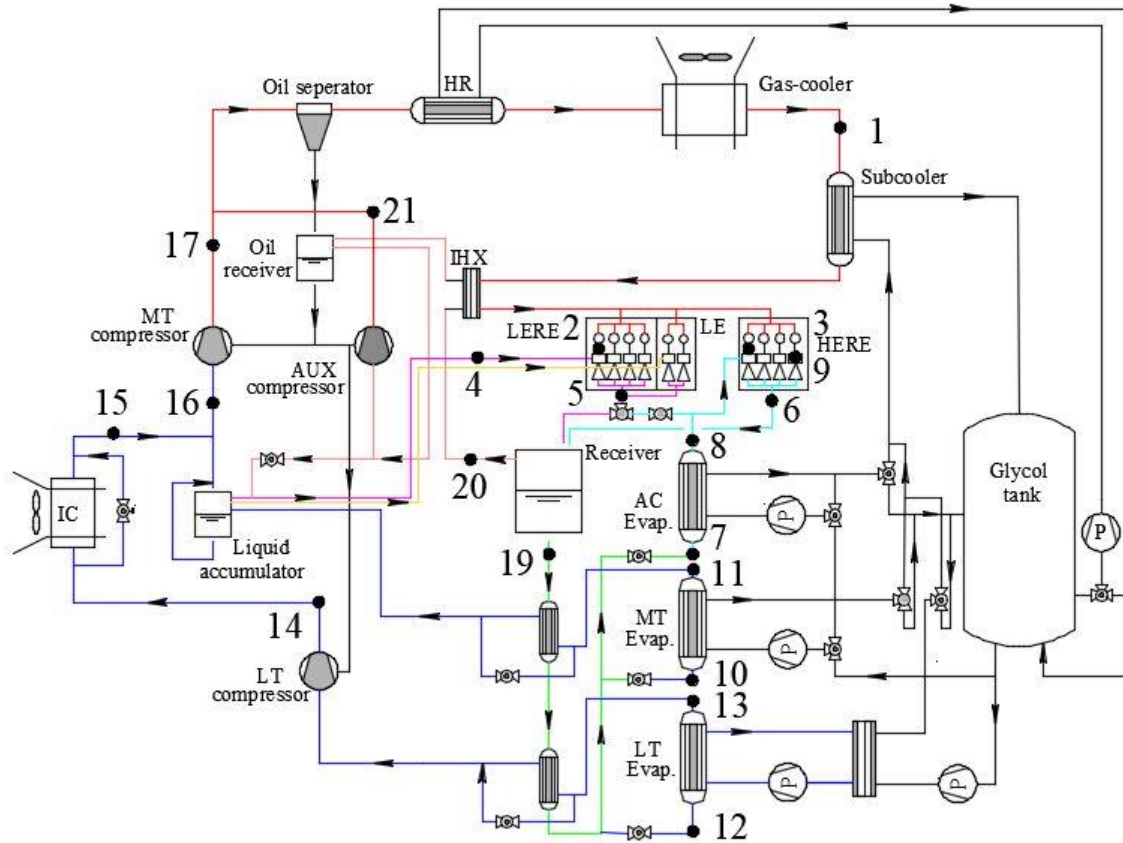 HR
Oil seperator
Gas-cooler
1
Subcooler
21
17
Oil
receiver
IHX
MT
compressor
LERE
2
LE
3
HERE
AUX
compressor
4
5
9
6
16
15
8
Receiver
20
Glycol
tank
IC
AC
Evap.
P
P
Liquid
accumulator
7
19
11
14
MT
Evap.
P
LT
compressor
10
13
LT
Evap.
P
P
12